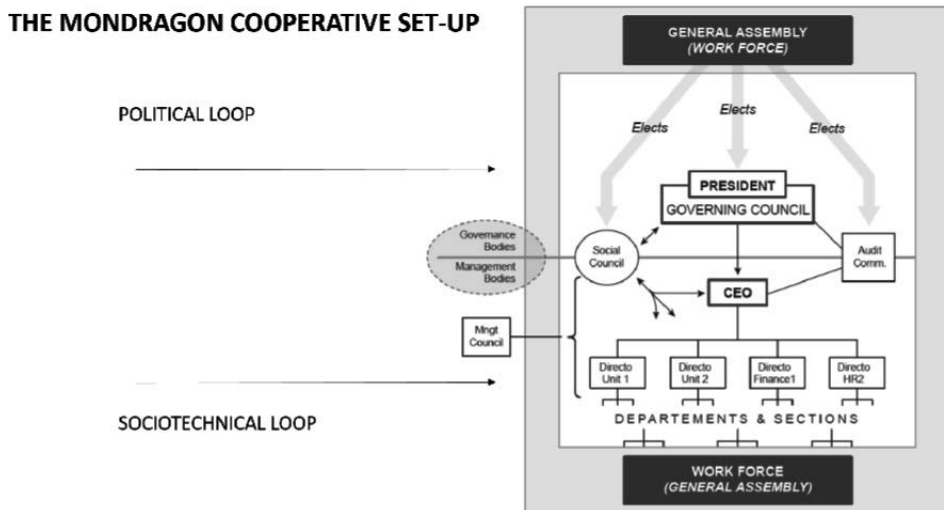 THE MONDRAGON COOPERATIVE SET-UP
GENERAL ASSEMBLY
(WORK FORCE)
POLITICAL LOOP
Elects
Elects
Elects
PRESIDENT
GOVERNING COUNCIL
Governance
Bodies
Management
Bodies
Social
Council
Audit
Comm.
CEO
Mngt
Council
Directo
Unit 1
Directo
Unit 2
Directo
Finance1
Directo
HR2
DEPARTEMENTS & SECTIONS
SOCIOTECHNICAL LOOP
WORK FORCE
(GENERAL ASSEMBLY)